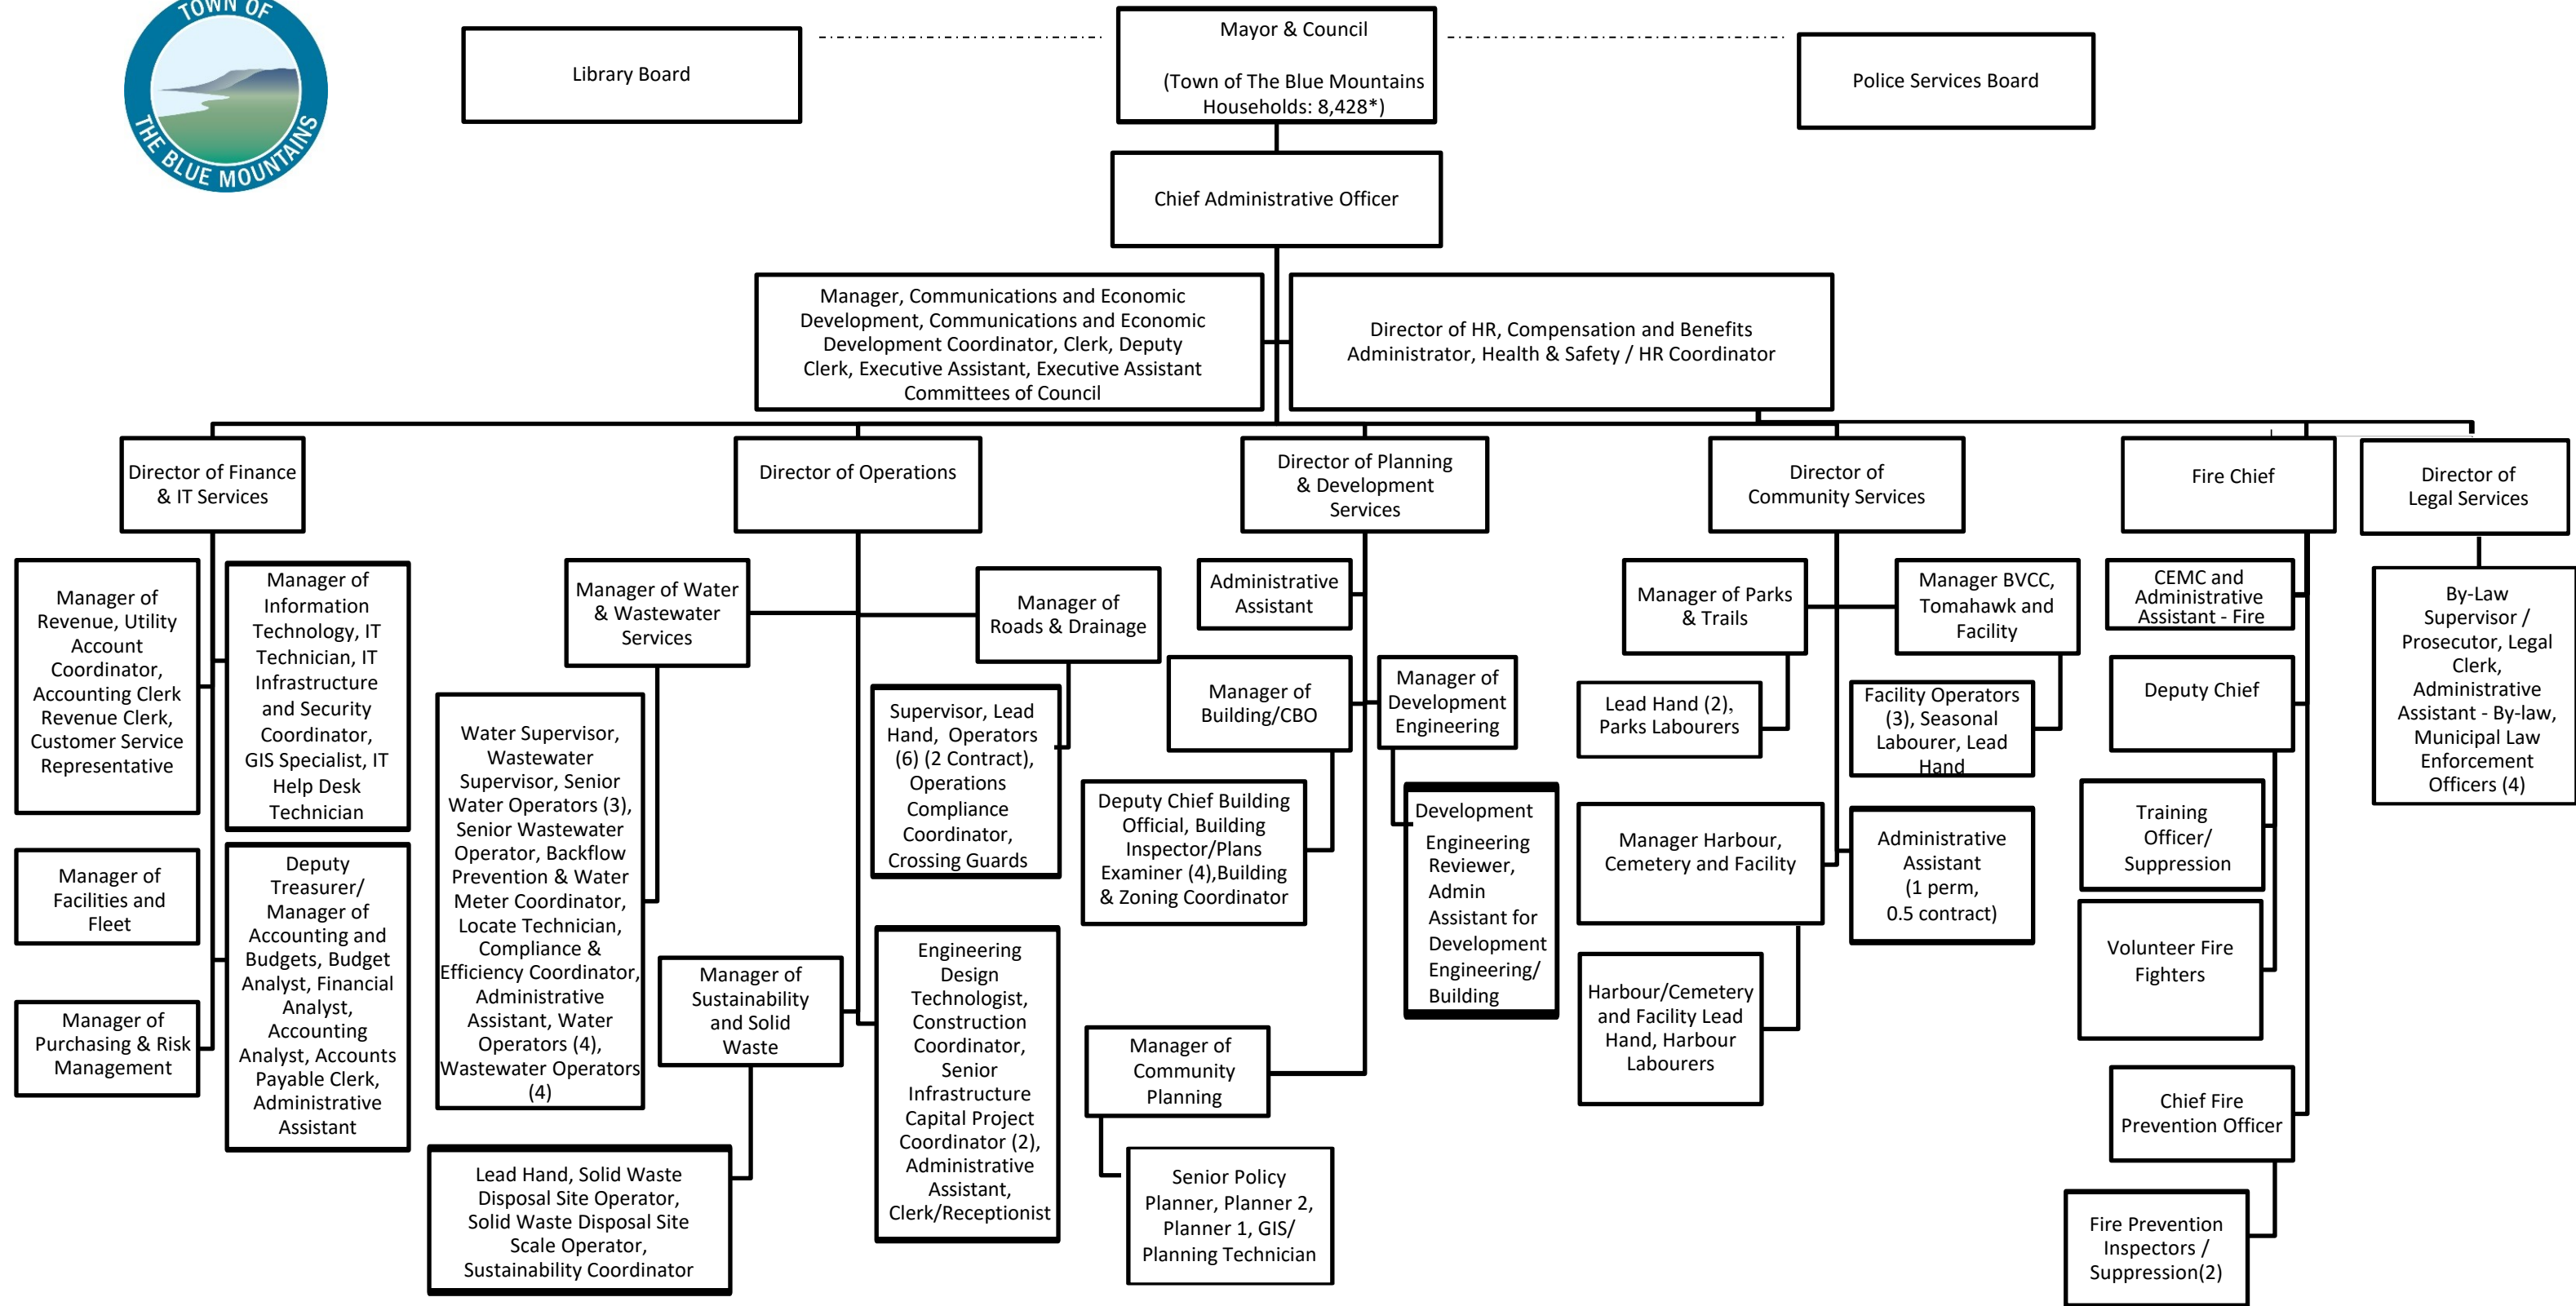 TOWN OF
THE BLUE MOUNTAINS
Library Board
Mayor & Council
(Town of The Blue Mountains
Households: 8,428*)
Police Services Board
Chief Administrative Officer
Manager, Communications and Economic
Development, Communications and Economic
Development Coordinator, Clerk, Deputy
Clerk, Executive Assistant, Executive Assistant
Committees of Council
Director of HR, Compensation and Benefits
Administrator, Health & Safety / HR Coordinator
Director of Finance
& IT Services
Director of Operations
Director of Planning
& Development
Services
Director of
Community Services
Fire Chief
Director of
Legal Services
Manager of
Revenue, Utility
Account
Coordinator,
Accounting Clerk
Revenue Clerk,
Customer Service
Representative
Manager of
Information
Technology, IT
Technician, IT
Infrastructure
and Security
Coordinator,
GIS Specialist, IT
Help Desk
Technician
Manager of
Facilities and
Fleet
Deputy
Treasurer/
Manager of
Accounting and
Budgets, Budget
Analyst, Financial
Analyst,
Accounting
Analyst, Accounts
Payable Clerk,
Administrative
Assistant
Manager of
Purchasing & Risk
Management
Manager of Water
& Wastewater
Services
Water Supervisor,
Wastewater
Supervisor, Senior
Water Operators (3),
Senior Wastewater
Operator, Backflow
Prevention & Water
Meter Coordinator,
Locate Technician,
Compliance &
Efficiency Coordinator,
Administrative
Assistant, Water
Operators (4),
Wastewater Operators
(4)
Manager of
Roads & Drainage
Supervisor, Lead
Hand, Operators
(6) (2 Contract),
Operations
Compliance
Coordinator,
Crossing Guards
Manager of
Sustainability
and Solid
Waste
Lead Hand, Solid Waste
Disposal Site Operator,
Solid Waste Disposal Site
Scale Operator,
Sustainability Coordinator
Engineering
Design
Technologist,
Construction
Coordinator,
Senior
Infrastructure
Capital Project
Coordinator (2),
Administrative
Assistant,
Clerk/Receptionist
Administrative
Assistant
Manager of
Building/CBO
Manager of
Development
Engineering
Deputy Chief Building
Official, Building
Inspector/Plans
Examiner (4),Building
& Zoning Coordinator
Development
Engineering
Reviewer,
Admin
Assistant for
Development
Engineering/
Building
Manager of
Community
Planning
Senior Policy
Planner, Planner 2,
Planner 1, GIS/
Planning Technician
Manager of Parks
& Trails
Manager BVCC,
Tomahawk and
Facility
Lead Hand (2),
Parks Labourers
Facility Operators
(3), Seasonal
Labourer, Lead
Hand
Manager Harbour,
Cemetery and Facility
Administrative
Assistant
(1 perm,
0.5 contract)
Harbour/Cemetery
and Facility Lead
Hand, Harbour
Labourers
CEMC and
Administrative
Assistant - Fire
Deputy Chief
Training
Officer/
Suppression
Volunteer Fire
Fighters
Chief Fire
Prevention Officer
Fire Prevention
Inspectors /
Suppression(2)
By-Law
Supervisor /
Prosecutor, Legal
Clerk,
Administrative
Assistant - By-law,
Municipal Law
Enforcement
Officers (4)